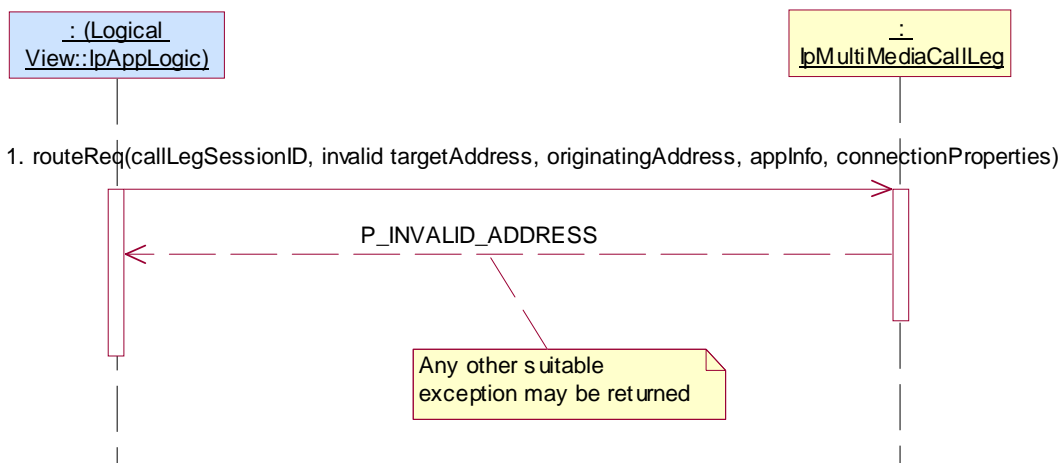 : (Logical
View::IpAppLogic)
:
IpMultiMediaCallLeg
1. routeReq(callLegSessionID, invalid targetAddress, originatingAddress, appInfo, connectionProperties)
P_INVALID_ADDRESS
Any other suitable
exception may be returned